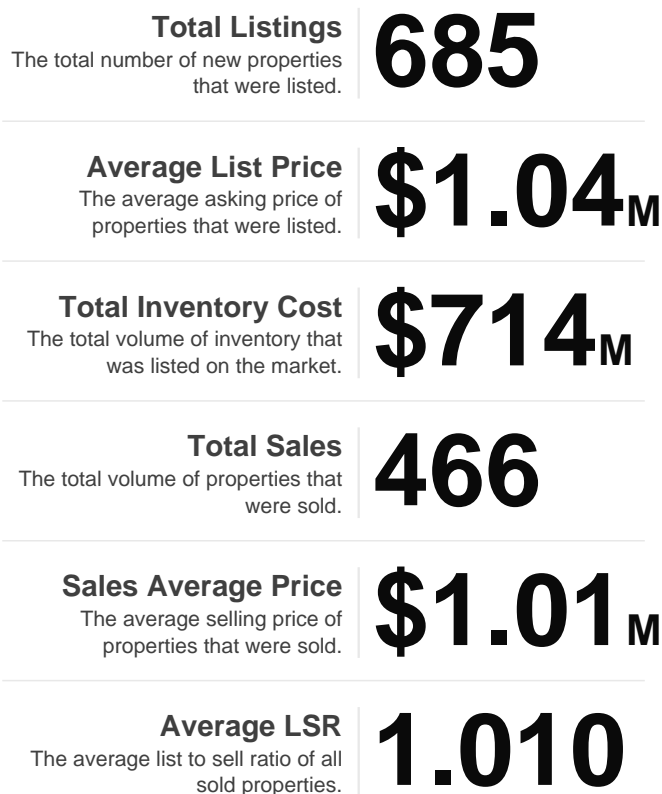 Total Listings
The total number of new properties
that were listed.
685
Average List Price
The average asking price of
properties that were listed.
$1.04M
Total Inventory Cost
The total volume of inventory that
was listed on the market.
$714M
Total Sales
The total volume of properties that
were sold.
466
Sales Average Price
The average selling price of
properties that were sold.
$1.01M
Average LSR
The average list to sell ratio of all
sold properties.
1.010